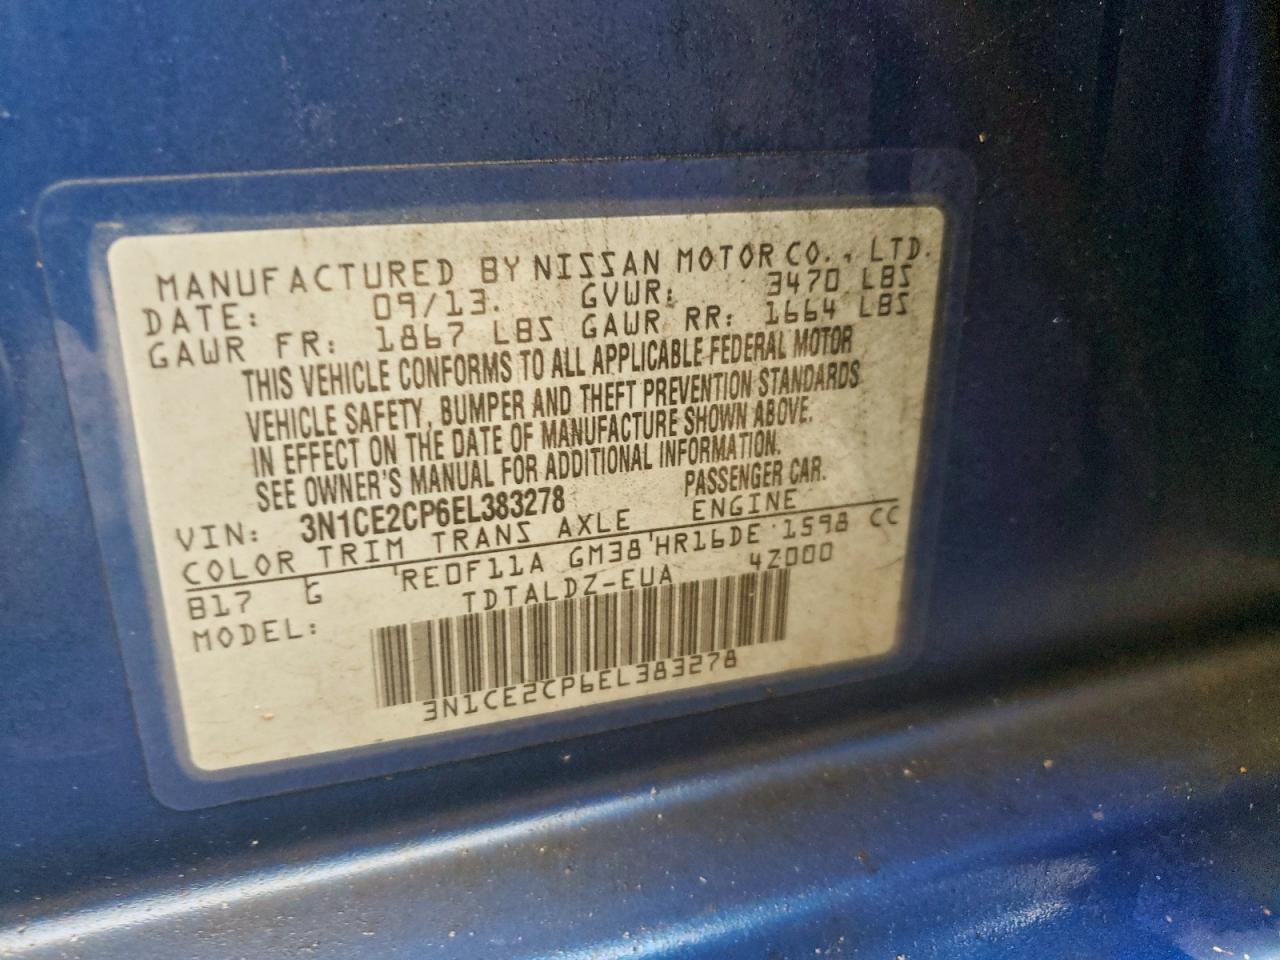 MANUFACTURED BY NISSAN MOTOR CO., LTD.
DATE: 09/13. GVWR: 3470 LBS
GAWR FR: 1867 LBS GAWR RR: 1664 LBS
THIS VEHICLE CONFORMS TO ALL APPLICABLE FEDERAL MOTOR
VEHICLE SAFETY, BUMPER AND THEFT PREVENTION STANDARDS
IN EFFECT ON THE DATE OF MANUFACTURE SHOWN ABOVE.
SEE OWNER'S MANUAL FOR ADDITIONAL INFORMATION.
VIN: 3N1CE2CP6EL383278 PASSENGER CAR.
COLOR TRIM TRANS AXLE ENGINE
B17 G RE0F11A GM38 HR16DE 1598 CC
MODEL: TDTALDZ-EUA 4Z000
3N1CE2CP6EL383278